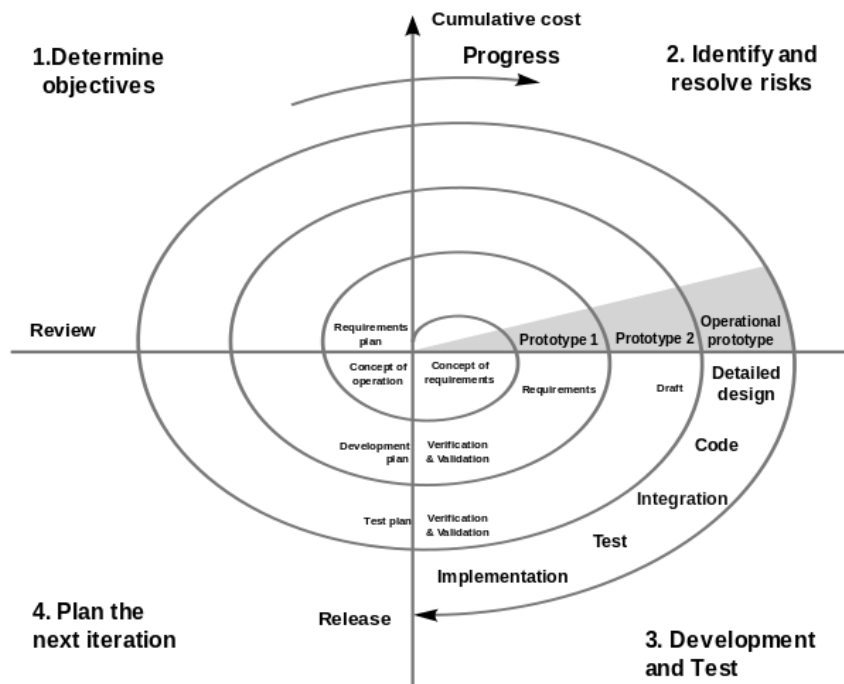 Cumulative cost
Progress
1.Determine
objectives
2. Identify and
resolve risks
Review
Requirements
plan
Prototype 1
Prototype 2
Operational
prototype
Concept of
operation
Concept of
requirements
Requirements
Draft
Detailed
design
Development
plan
Verification
& Validation
Code
Integration
Test plan
Verification
& Validation
Test
Implementation
Release
4. Plan the
next iteration
3. Development
and Test